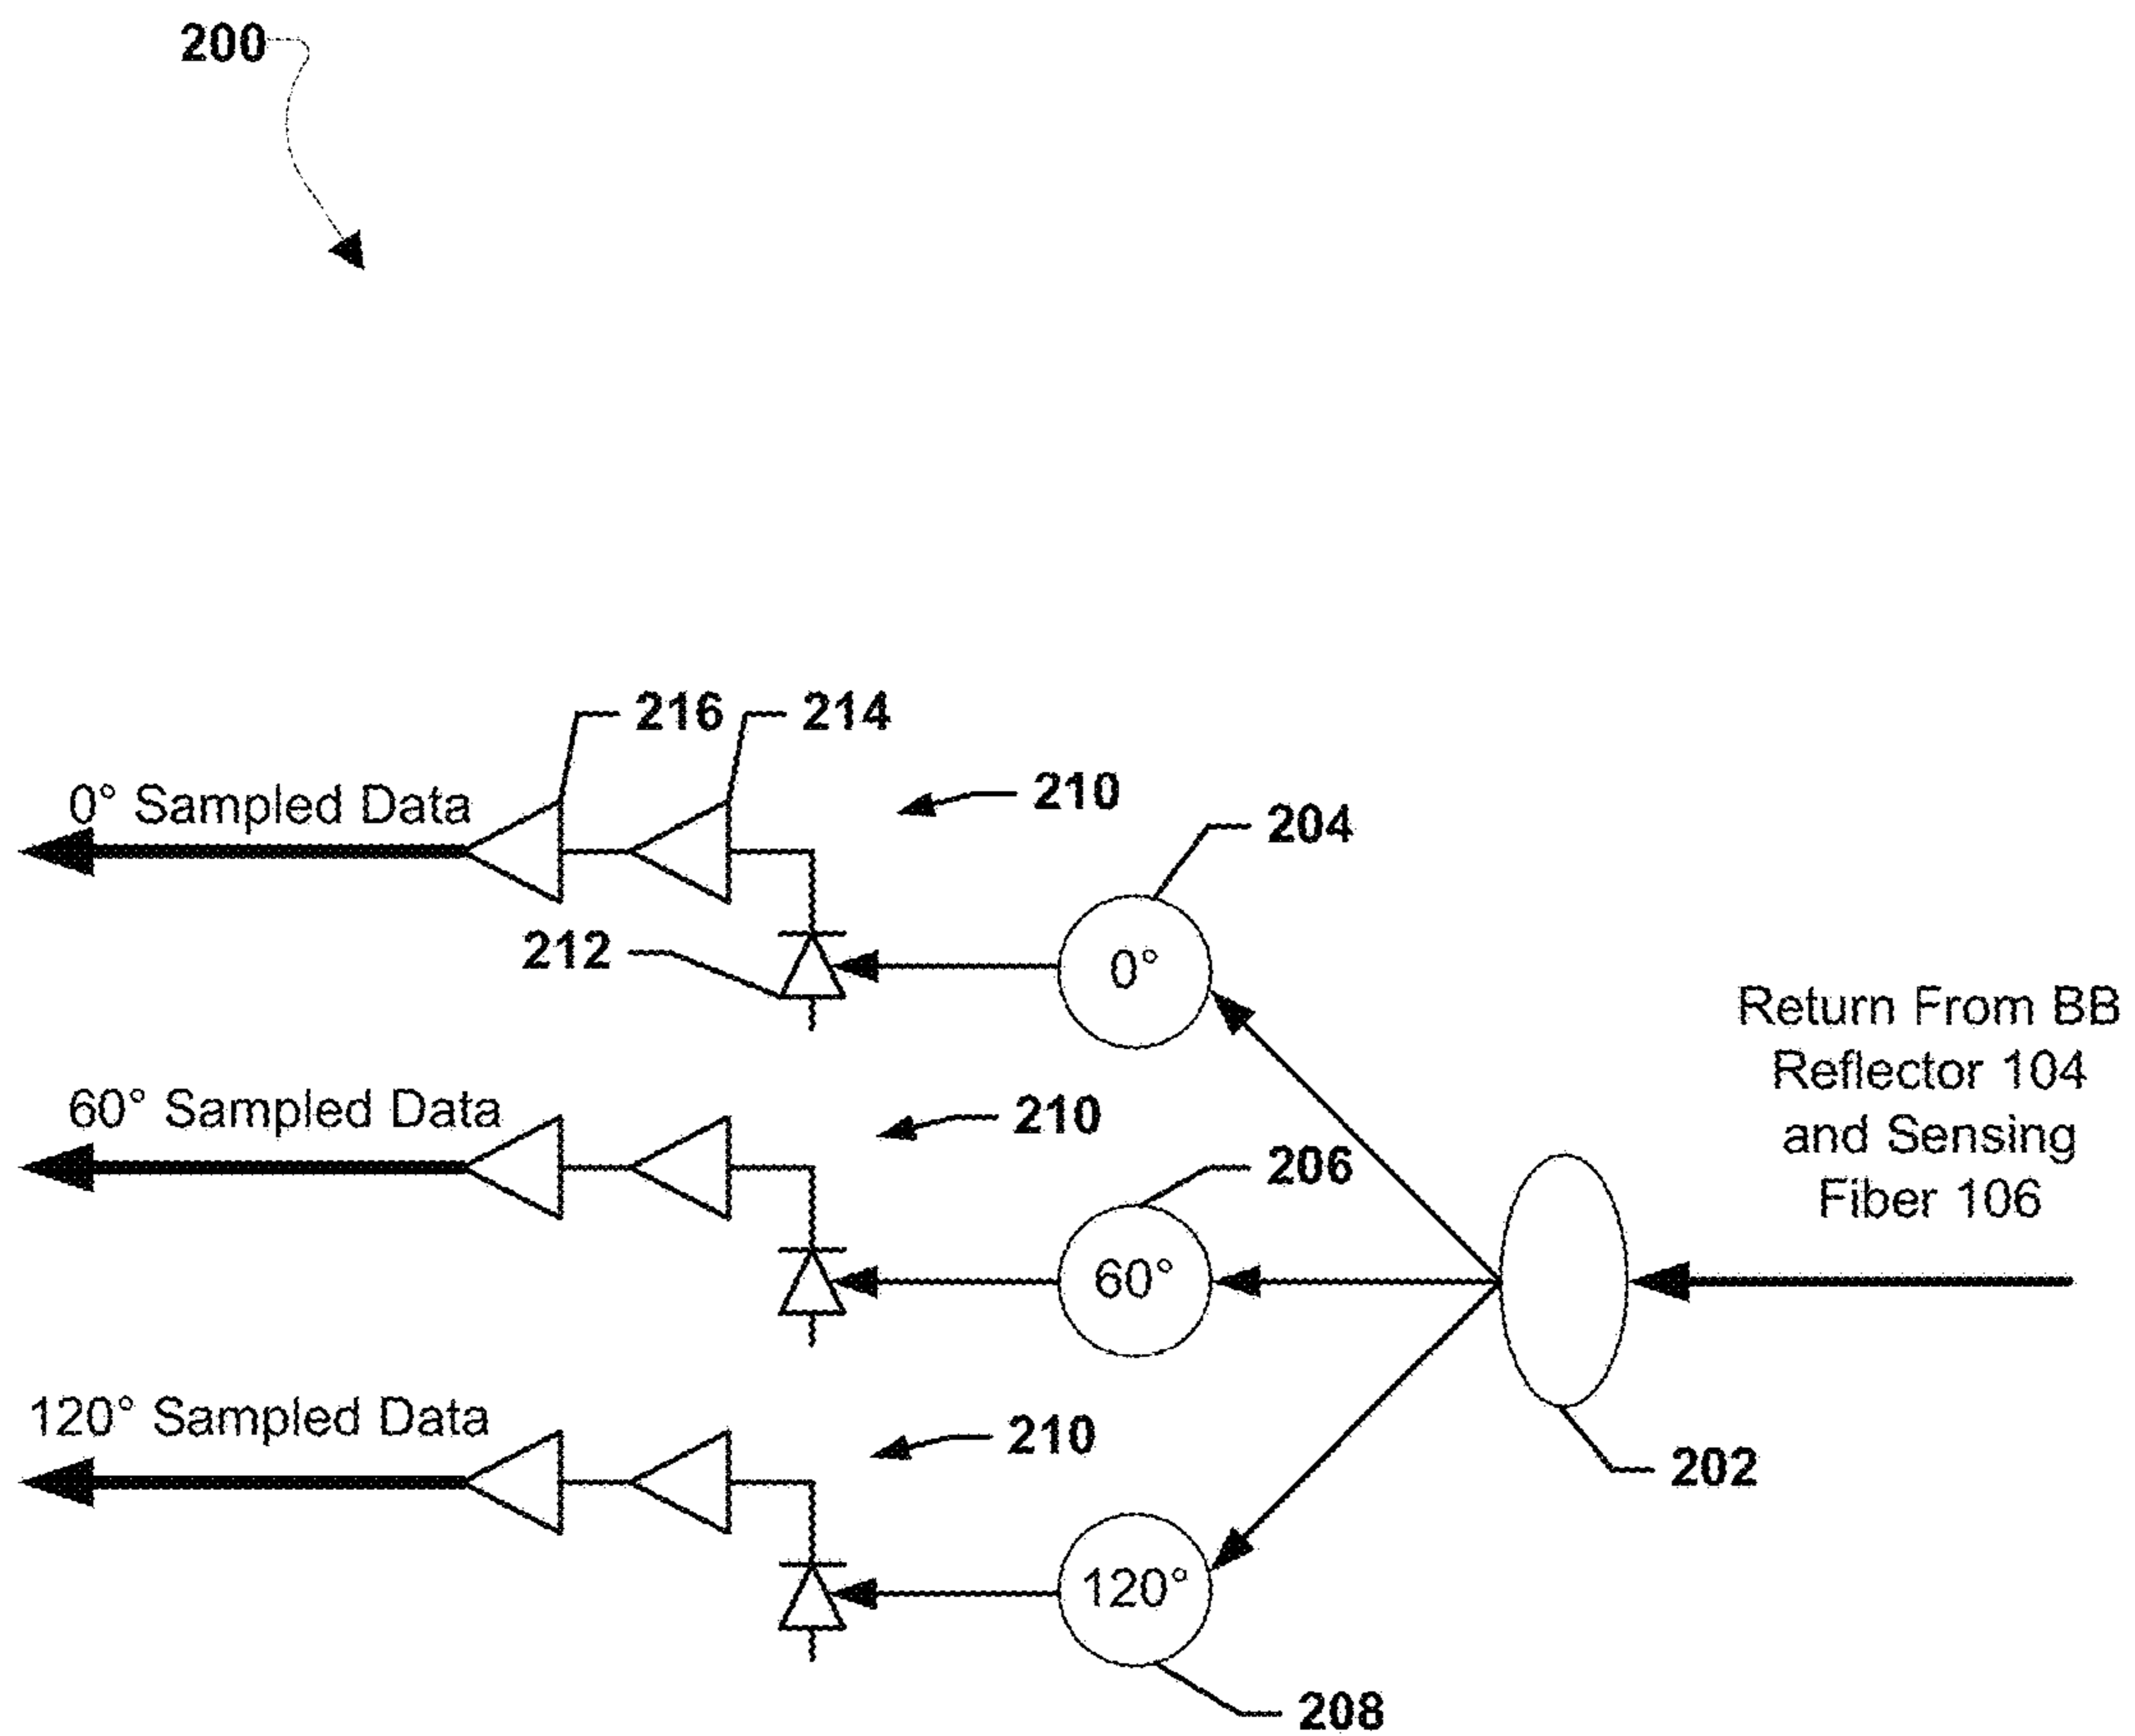 200
216
214
0° Sampled Data
210
204
212
0°
Return From BB
Reflector 104
and Sensing
Fiber 106
60° Sampled Data
210
206
60°
120° Sampled Data
210
202
120°
208